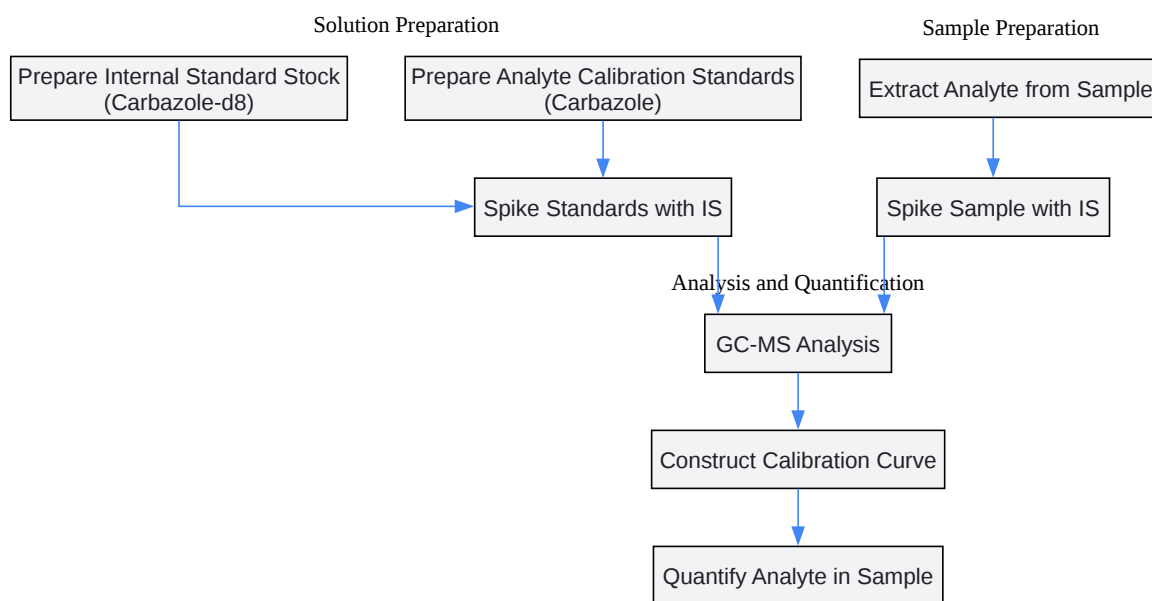 Solution Preparation
Sample Preparation
Prepare Internal Standard Stock
(Carbazole-d8)
Prepare Analyte Calibration Standards
(Carbazole)
Extract Analyte from Sample
Spike Standards with IS
Spike Sample with IS
Analysis and Quantification
GC-MS Analysis
Construct Calibration Curve
Quantify Analyte in Sample